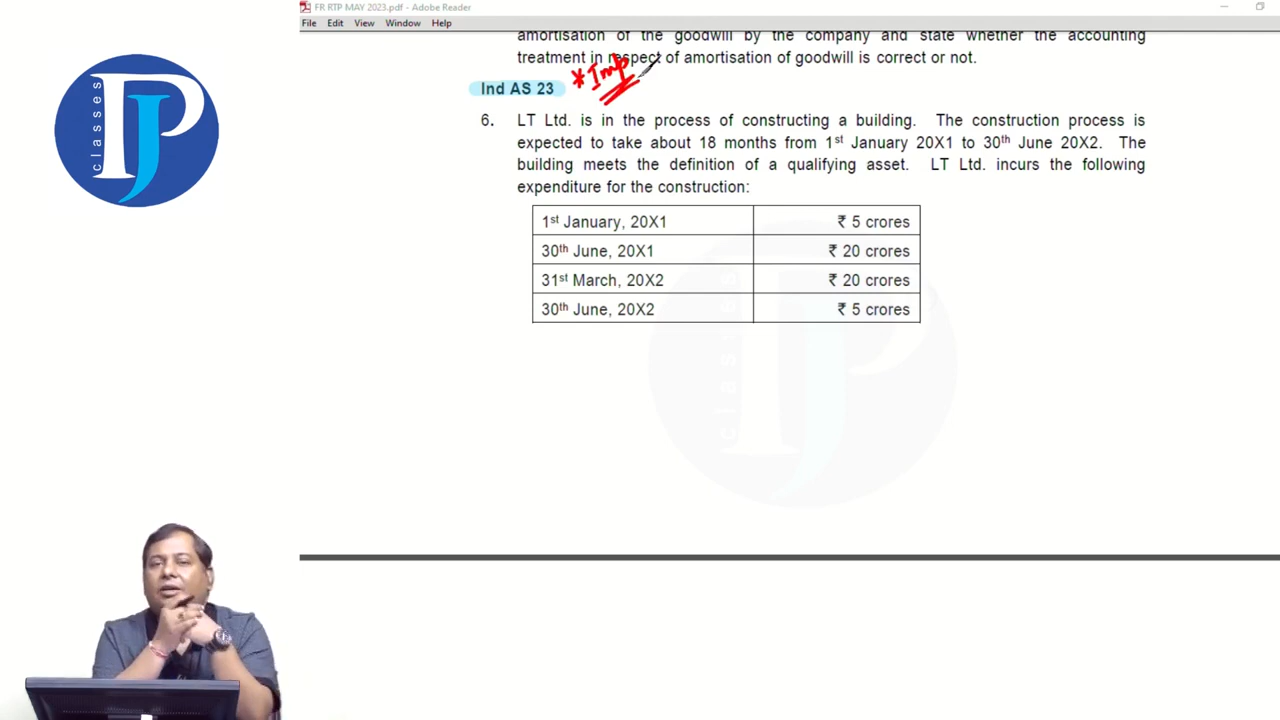 FR RTP MAY 2023.pdf - Adobe Reader
File Edit View Window Help
classes
PJ
amortisation of the goodwill by the company and state whether the accounting
treatment in respect of amortisation of goodwill is correct or not.
* Imp
Ind AS 23
6. LT Ltd. is in the process of constructing a building. The construction process is
expected to take about 18 months from 1st January 20X1 to 30th June 20X2. The
building meets the definition of a qualifying asset. LT Ltd. incurs the following
expenditure for the construction:
1st January, 20X1 ₹ 5 crores
30th June, 20X1 ₹ 20 crores
31st March, 20X2 ₹ 20 crores
30th June, 20X2 ₹ 5 crores
classes
PJ